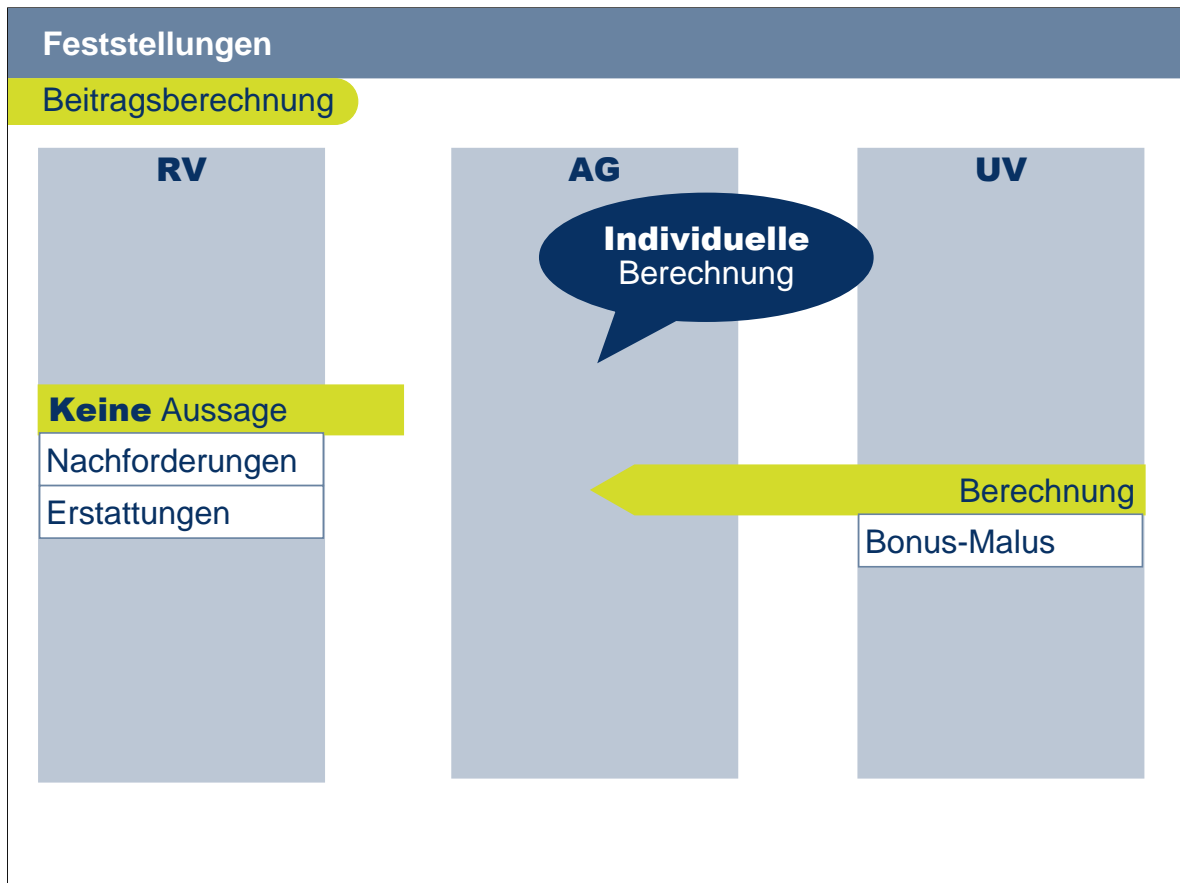 Feststellungen
Beitragsberechnung
RV
AG
UV
Individuelle
Berechnung
Keine Aussage
Nachforderungen
Erstattungen
Berechnung
Bonus-Malus